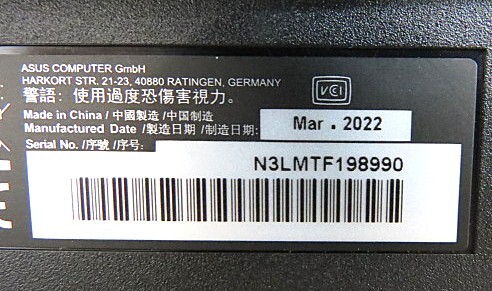 ASUS COMPUTER GmbH
HARKORT STR. 21-23, 40880 RATINGEN, GERMANY
警語: 使用過度恐傷害視力。
VCI
Made in China / 中國製造 / 中国制造
Manufactured Date /製造日期 /制造日期:
Mar . 2022
Serial No. /序號 /序号:
N3LMTF198990